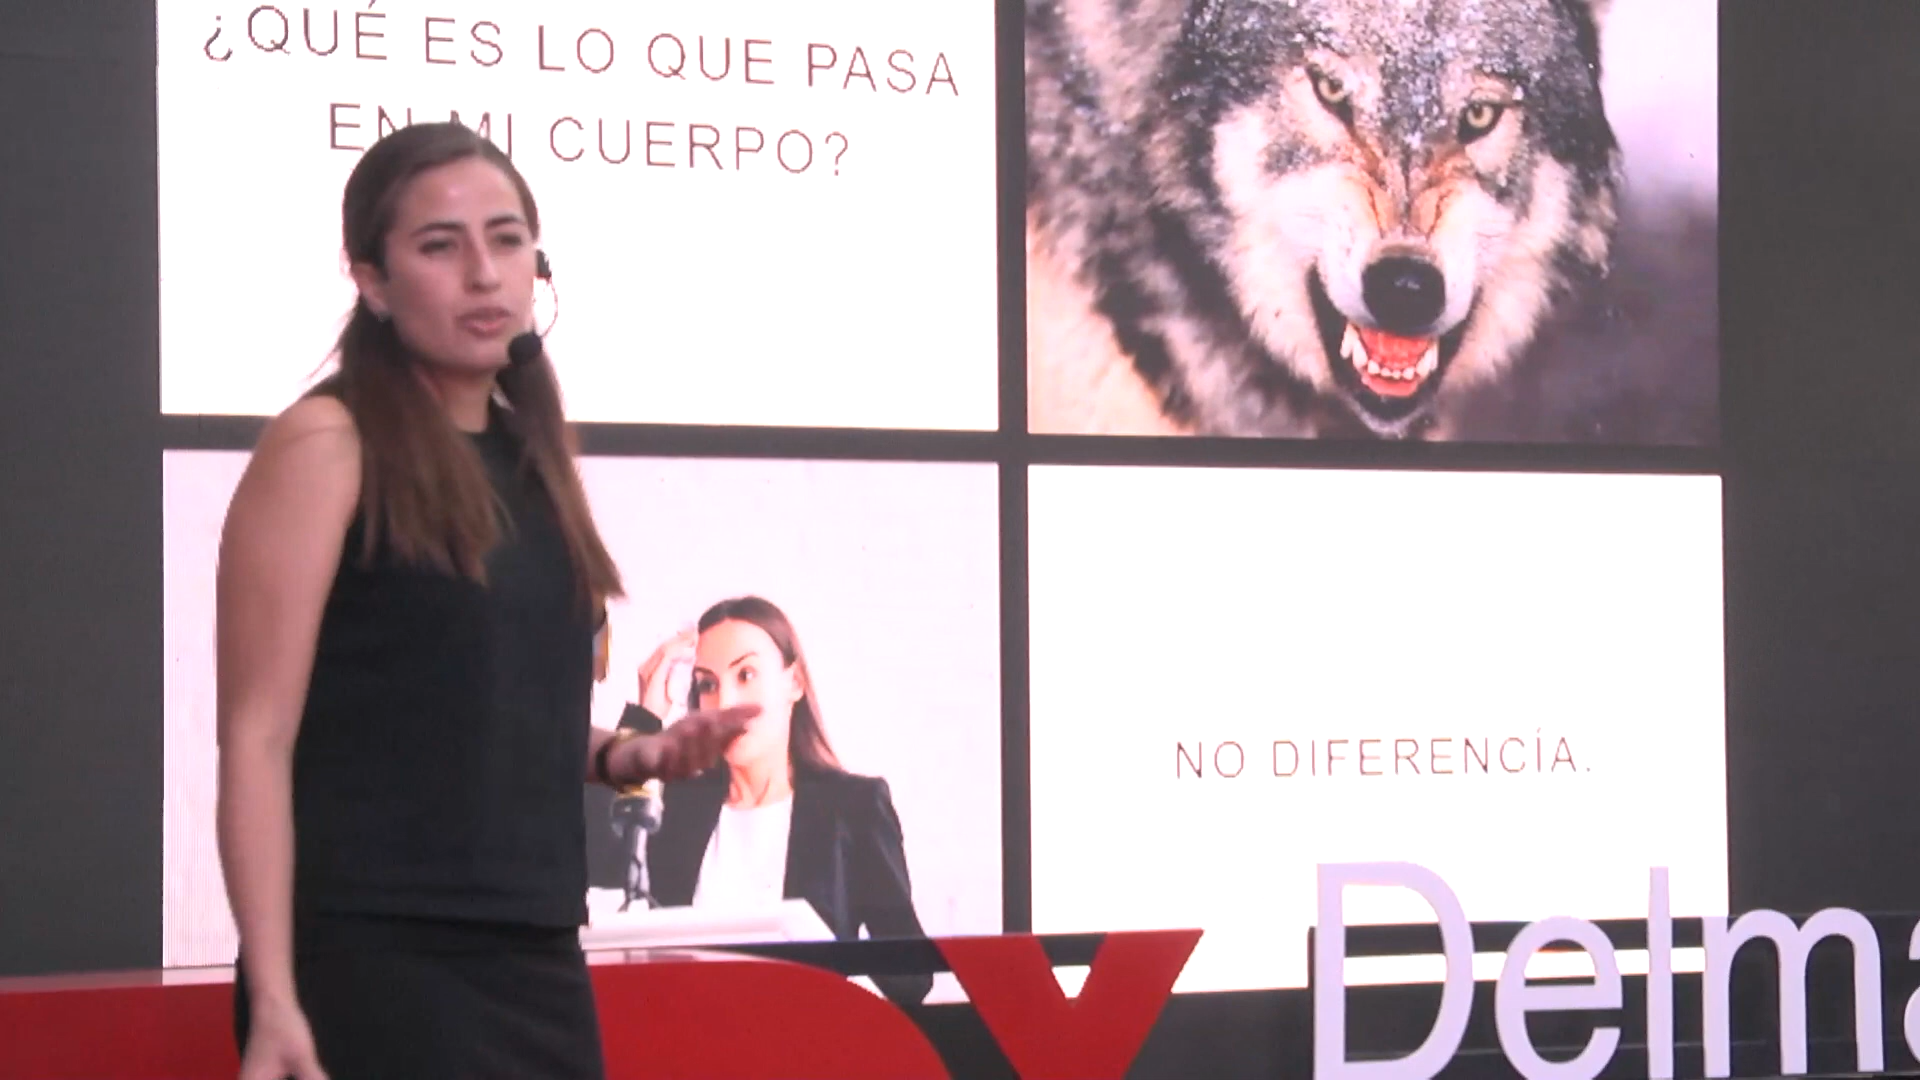 ¿QUÉ ES LO QUE PASA
EN MI CUERPO?
NO DIFERENCÍA.
X Delma